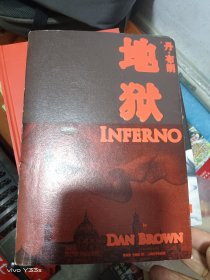 丹·布朗
地狱
INFERNO
DAN BROWN
vivo Y33s